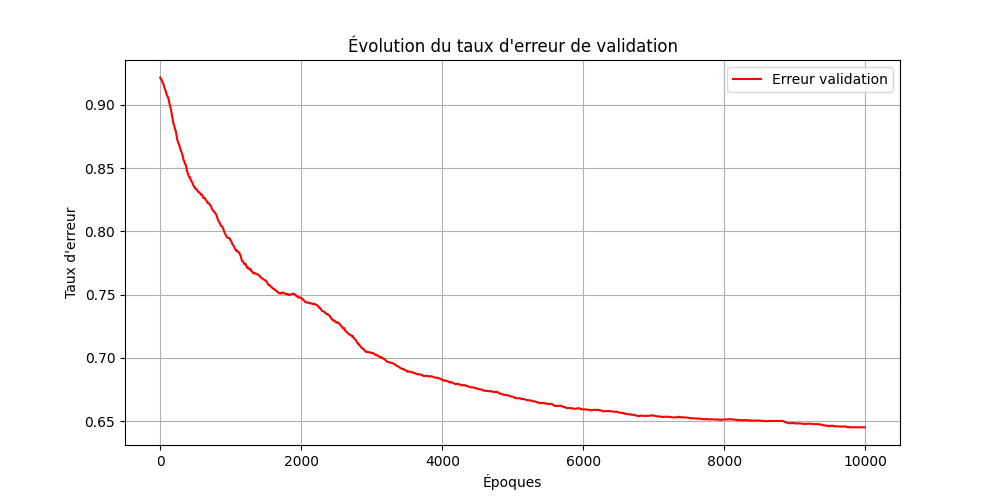 Évolution du taux d'erreur de validation
Erreur validation
0.90
0.85
0.80
0.75
0.70
0.65
Taux d'erreur
0 2000 4000 6000 8000 10000
Époques